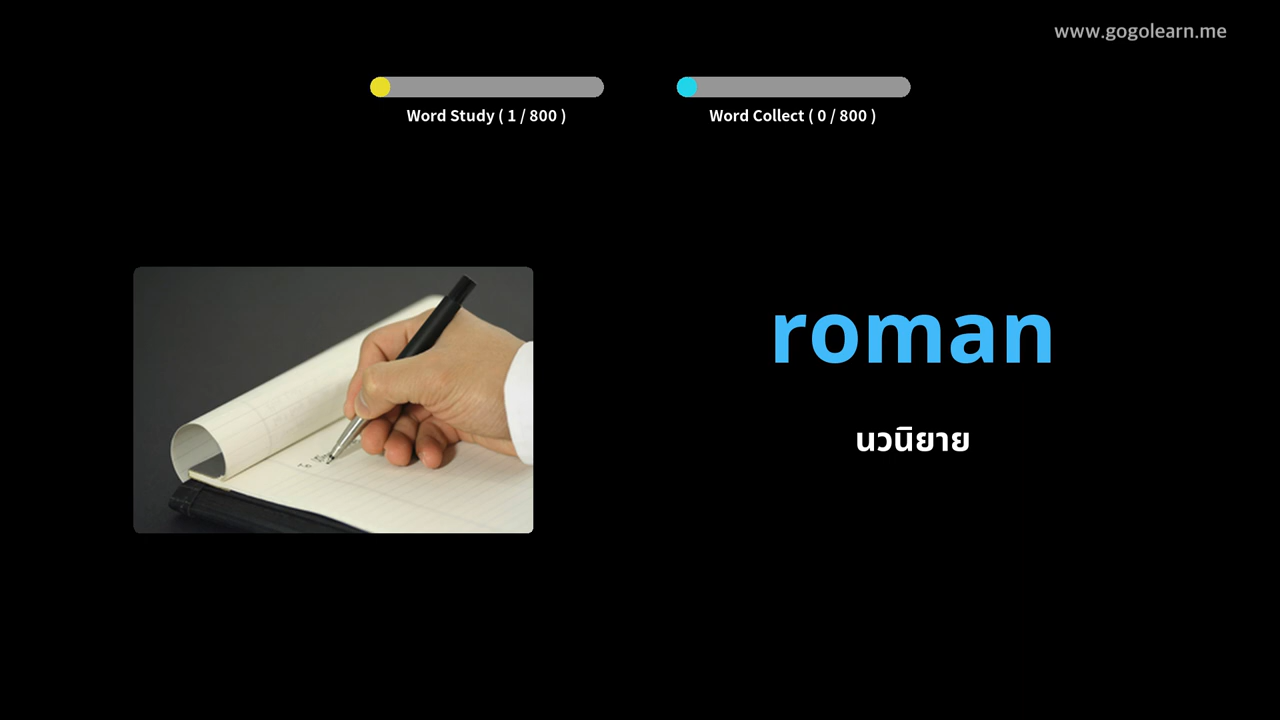 www.gogolearn.me
Word Study ( 1 / 800 )
Word Collect ( 0 / 800 )
roman
นวนิยาย